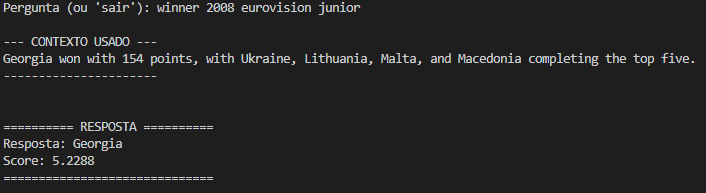 Pergunta (ou 'sair'): winner 2008 eurovision junior
--- CONTEXTO USADO ---
Georgia won with 154 points, with Ukraine, Lithuania, Malta, and Macedonia completing the top five.
----------------------
========== RESPOSTA ==========
Resposta: Georgia
Score: 5.2288
==============================